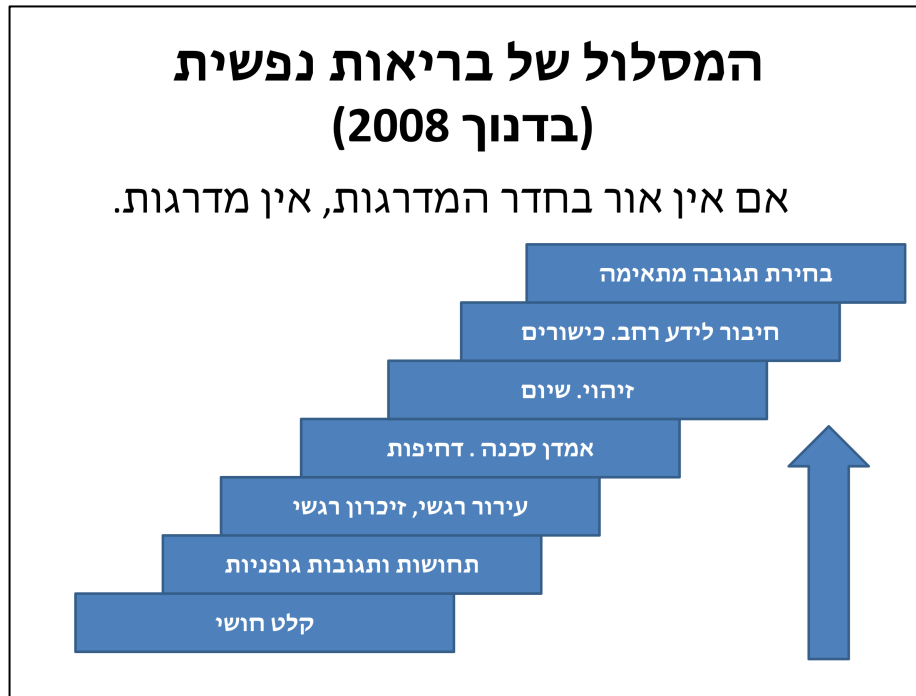 המסלול של בריאות נפשית
(בדנוך 2008)
אם אין אור בחדר המדרגות, אין מדרגות.
בחירת תגובה מתאימה
חיבור לידע רחב. כישורים
זיהוי. שיום
אמדן סכנה . דחיפות
עירור רגשי, זיכרון רגשי
תחושות ותגובות גופניות
קלט חושי